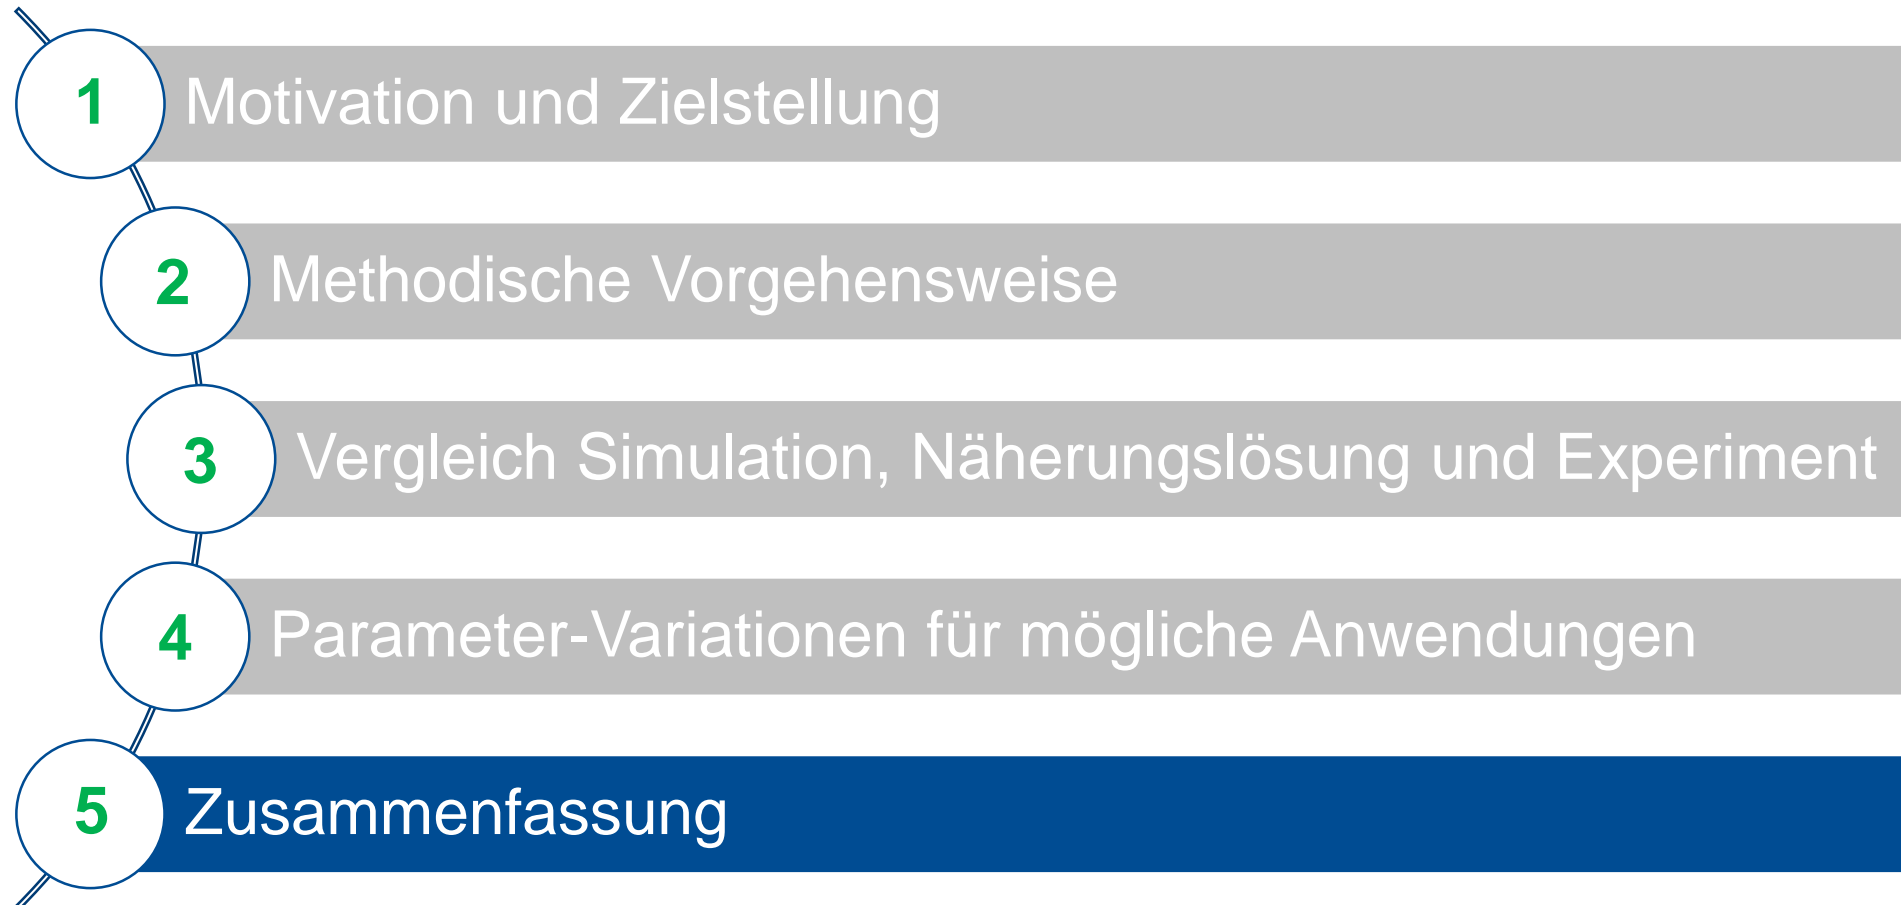 1 Motivation und Zielstellung
2 Methodische Vorgehensweise
3 Vergleich Simulation, Näherungslösung und Experiment
4 Parameter-Variationen für mögliche Anwendungen
5 Zusammenfassung